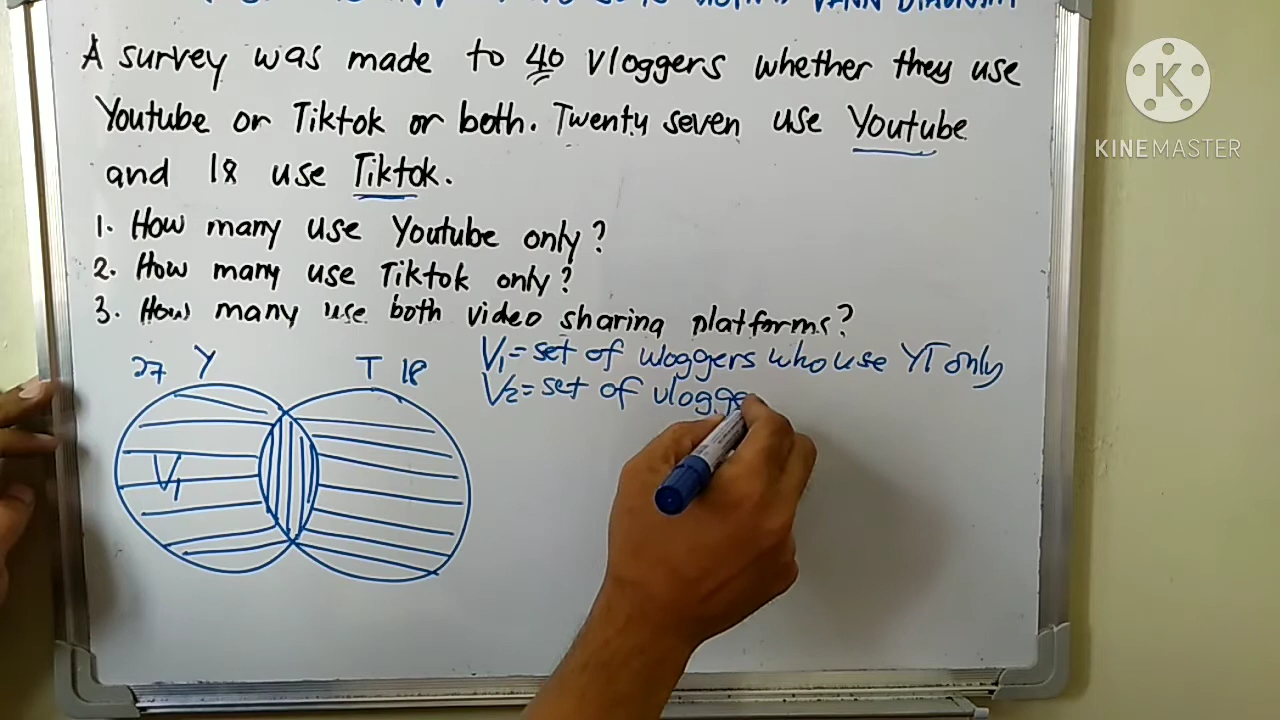 VENN DIAGRAM
A survey was made to 40 vloggers whether they use
Youtube or Tiktok or both. Twenty seven use Youtube
and 18 use Tiktok.
1. How many use Youtube only?
2. How many use Tiktok only?
3. How many use both video sharing platforms?
27 Y T 18
V1 = set of vloggers who use YT only
V2 = set of vlogge
V1
K
KINEMASTER